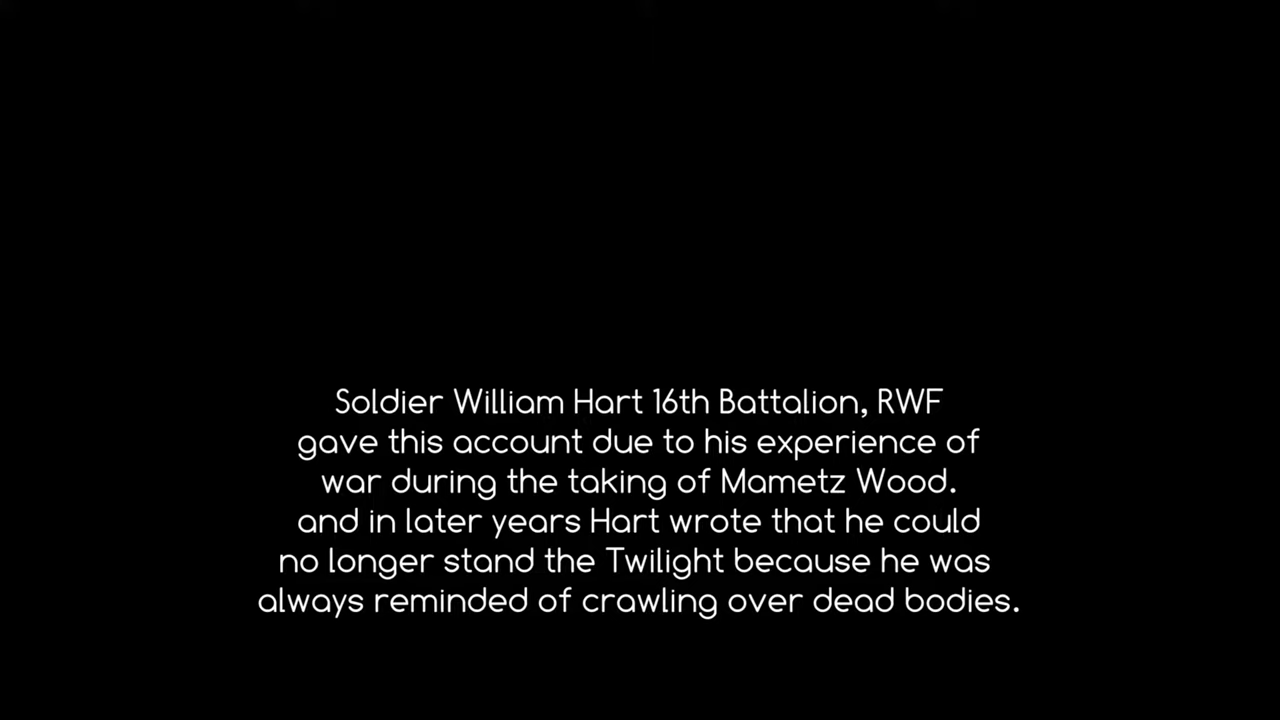 Soldier William Hart 16th Battalion, RWF
gave this account due to his experience of
war during the taking of Mametz Wood.
and in later years Hart wrote that he could
no longer stand the Twilight because he was
always reminded of crawling over dead bodies.